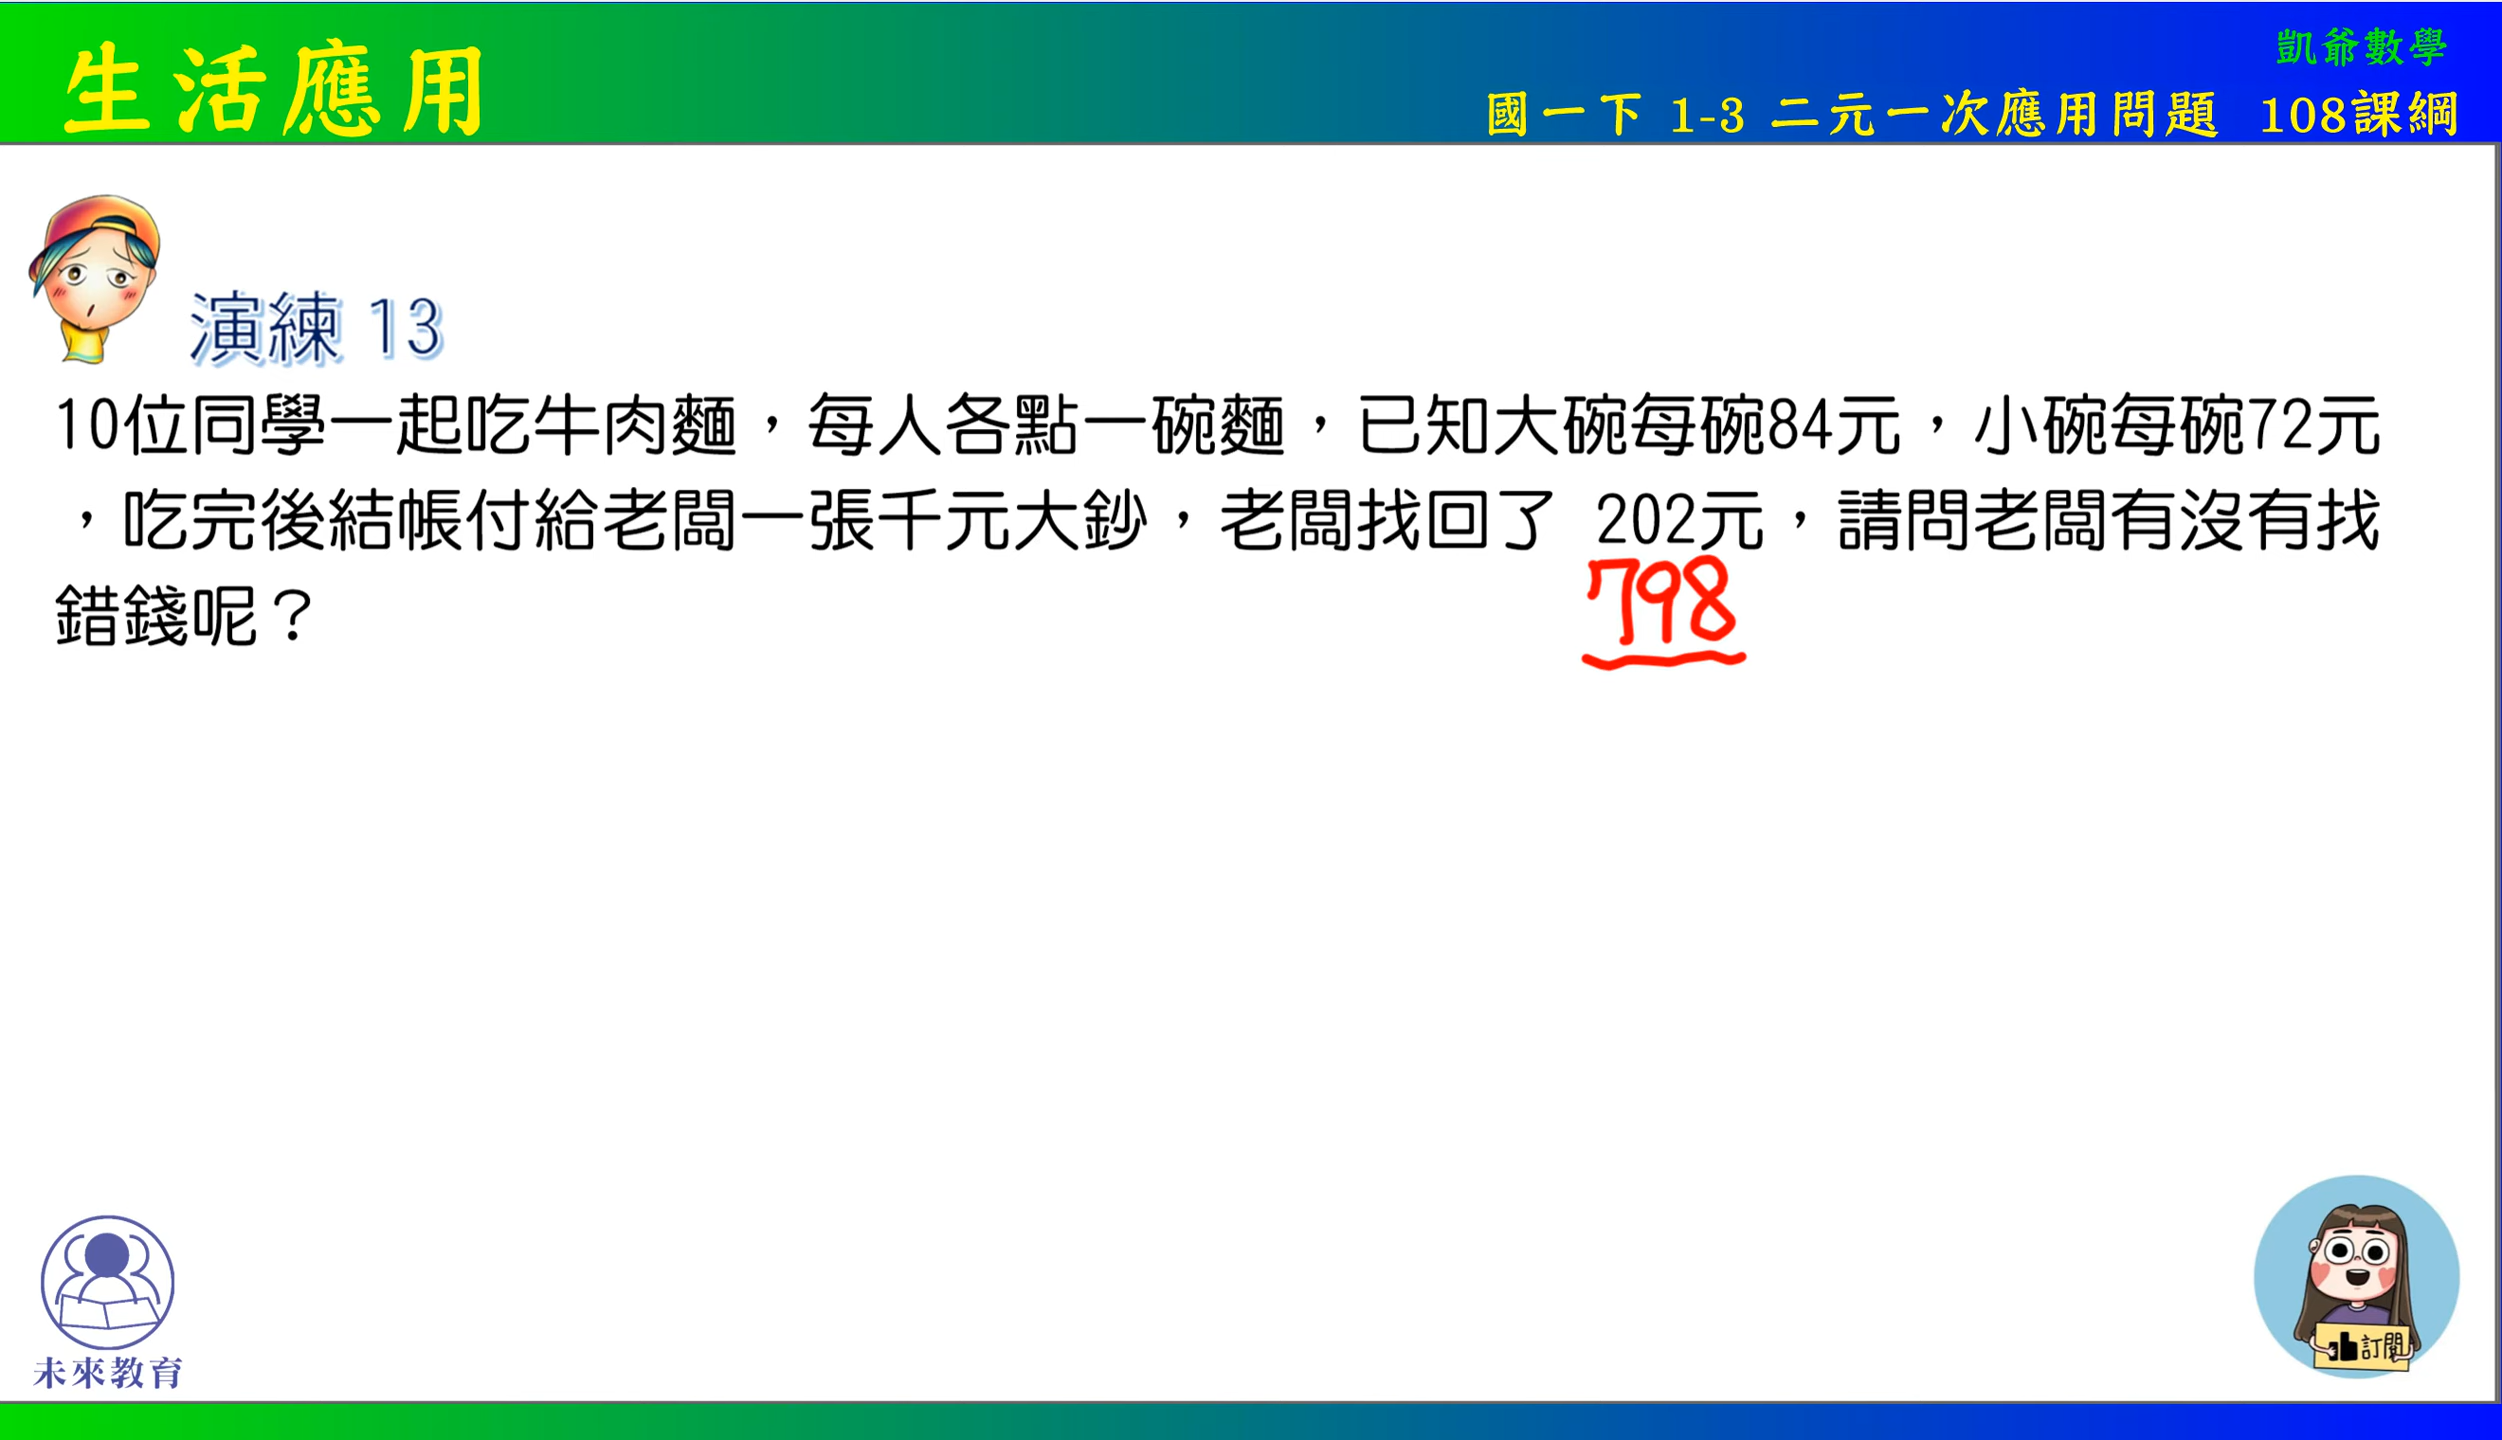 生活應用
凱爺數學
國一下 1-3 二元一次應用問題 108課綱
演練 13
10位同學一起吃牛肉麵，每人各點一碗麵，已知大碗每碗84元，小碗每碗72元
，吃完後結帳付給老闆一張千元大鈔，老闆找回了 202元，請問老闆有沒有找
錯錢呢？
798
未來教育
訂閱